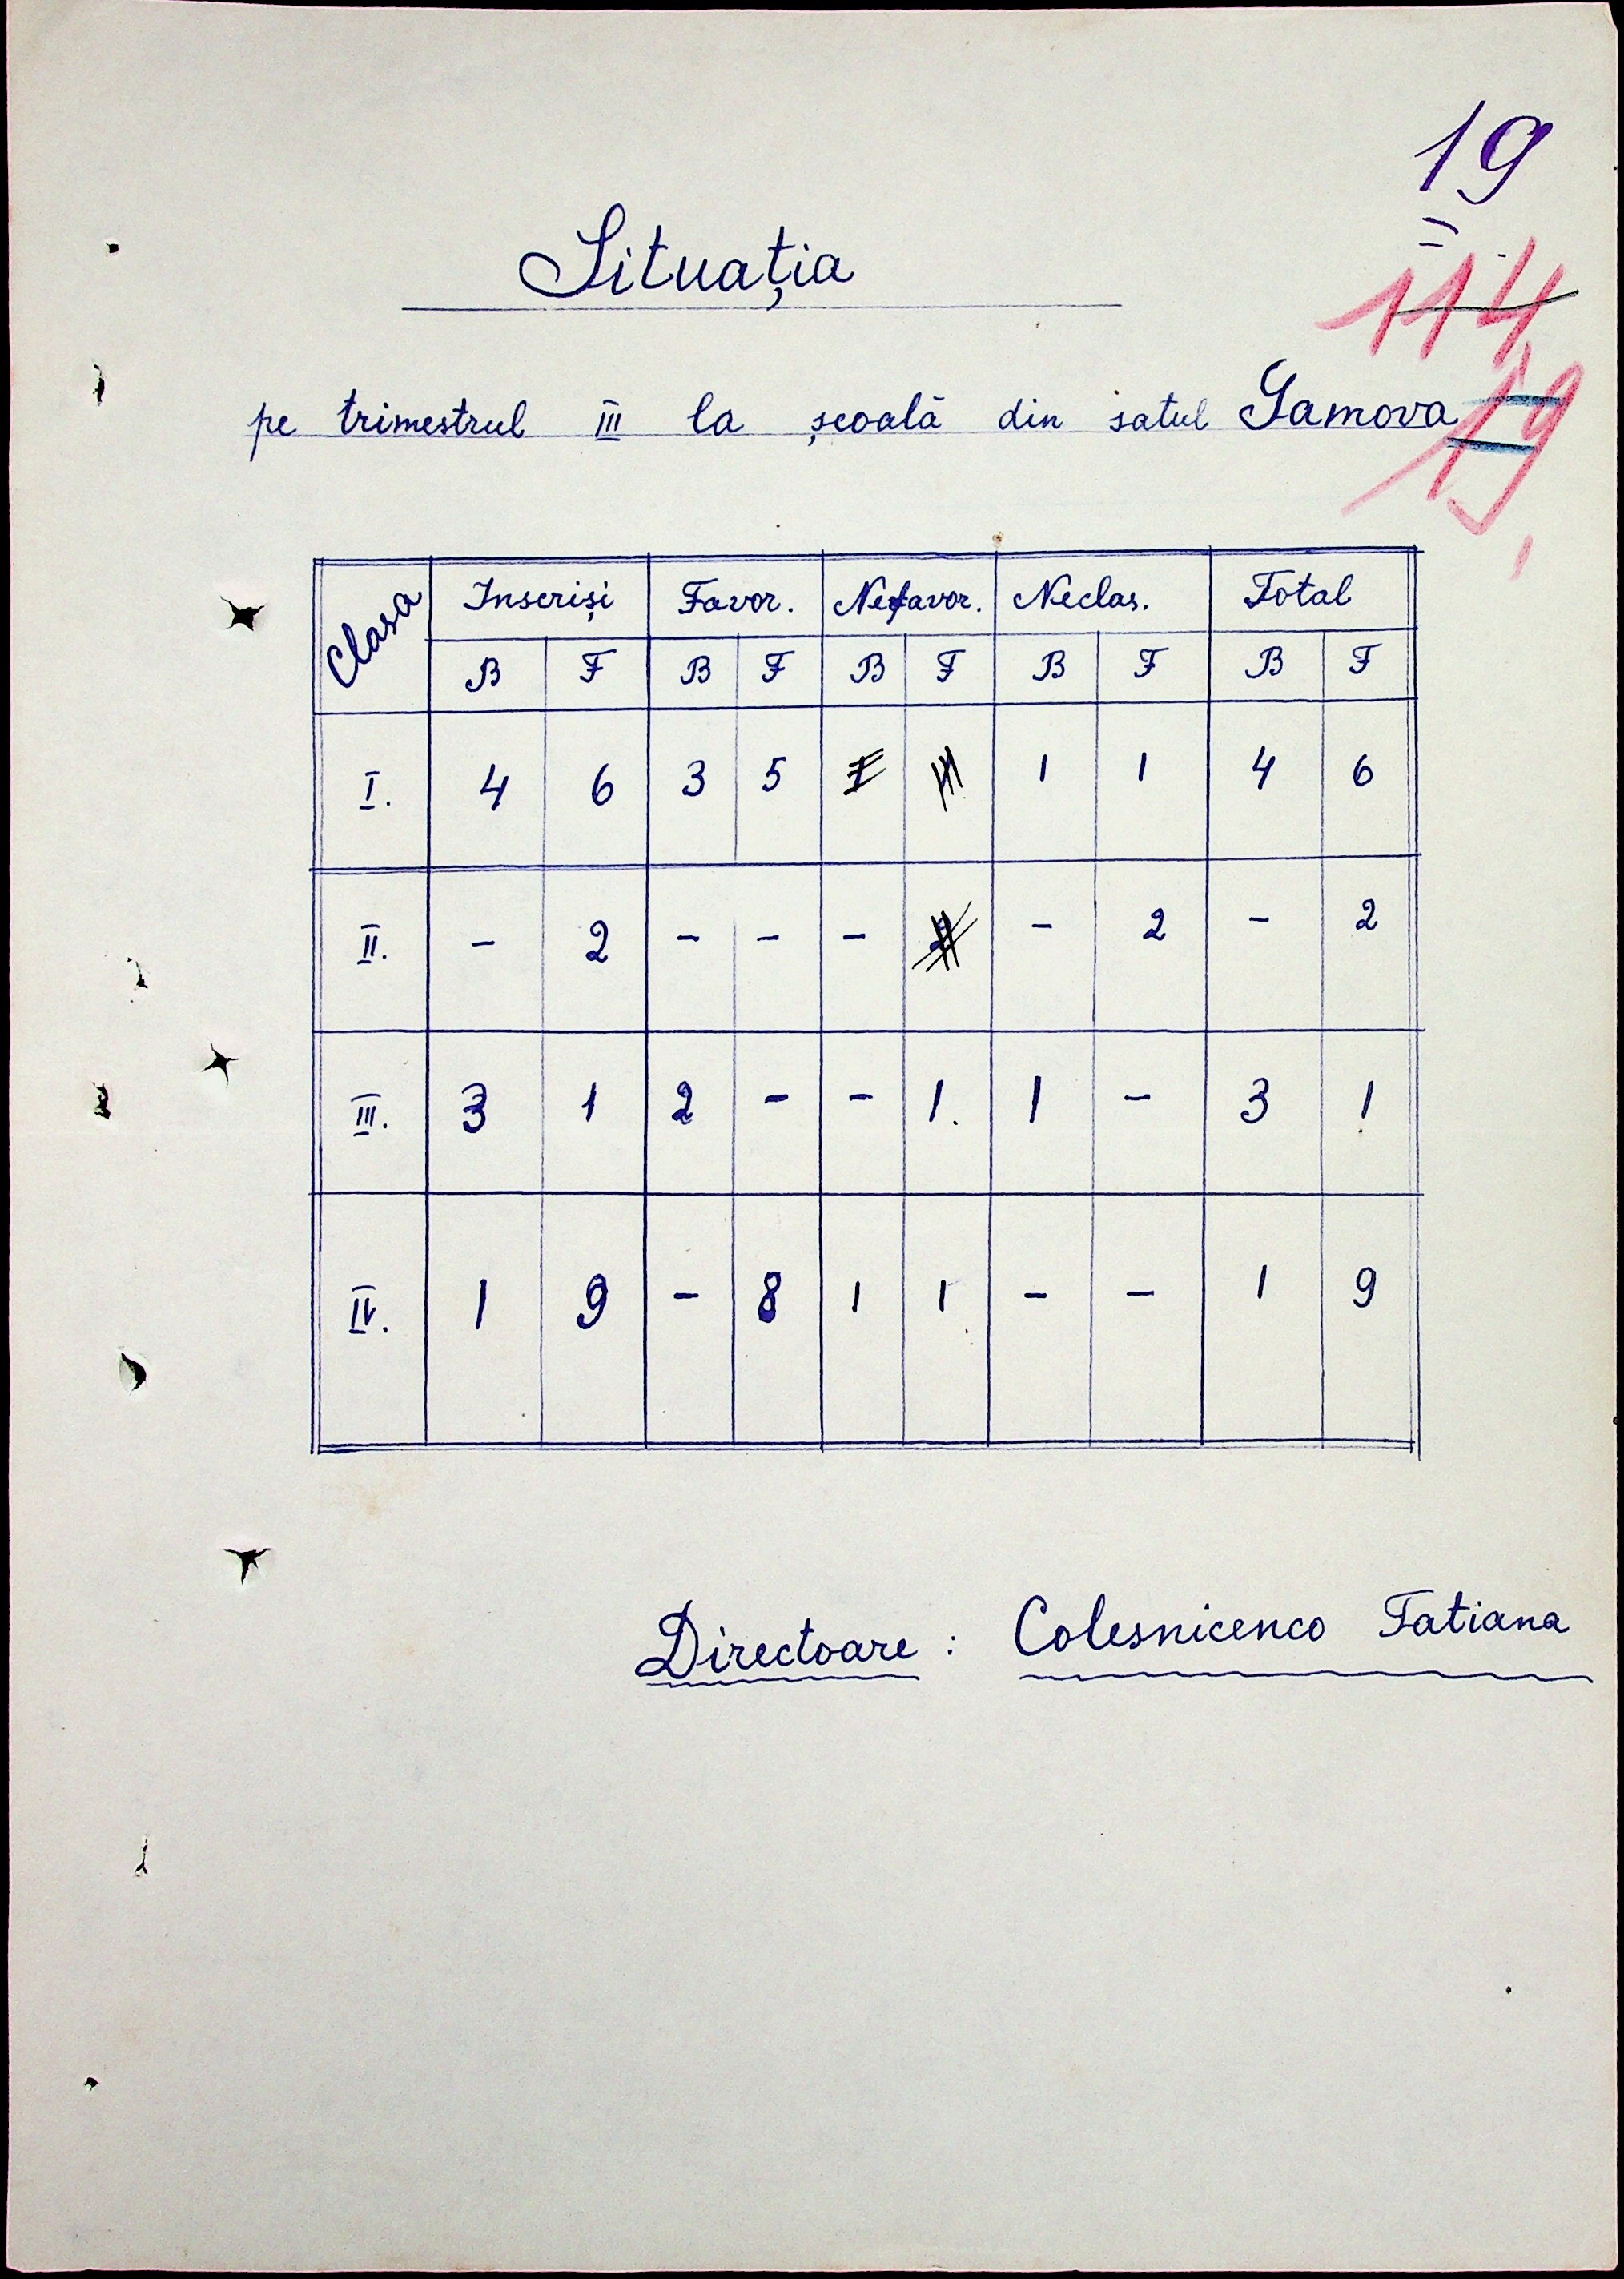 19
114
Situația
19
pe trimestrul III la școală din satul Gamova
Clasa Inscriși Favor. Nefavor. Neclas. Total
B F B F B F B F B F
I. 4 6 3 5 1 1 4 6
II. - 2 - - - - 2 - 2
III. 3 1 2 - - 1. 1 - 3 1
IV. 1 9 - 8 1 1 - - 1 9
Directoare : Colesnicenco Tatiana